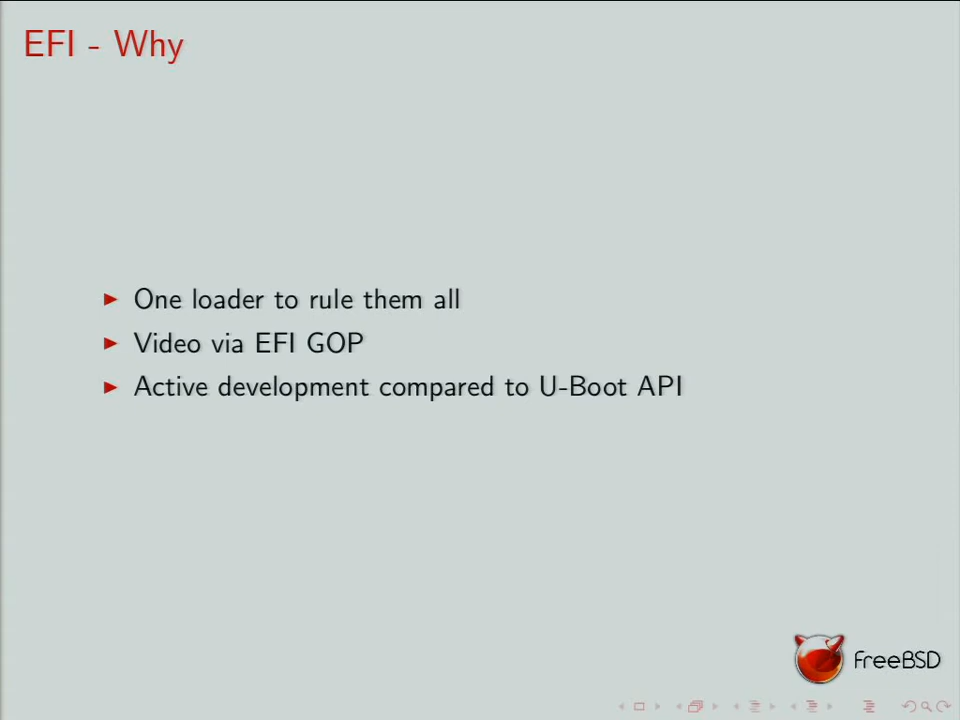 EFI - Why
One loader to rule them all
Video via EFI GOP
Active development compared to U-Boot API
FreeBSD